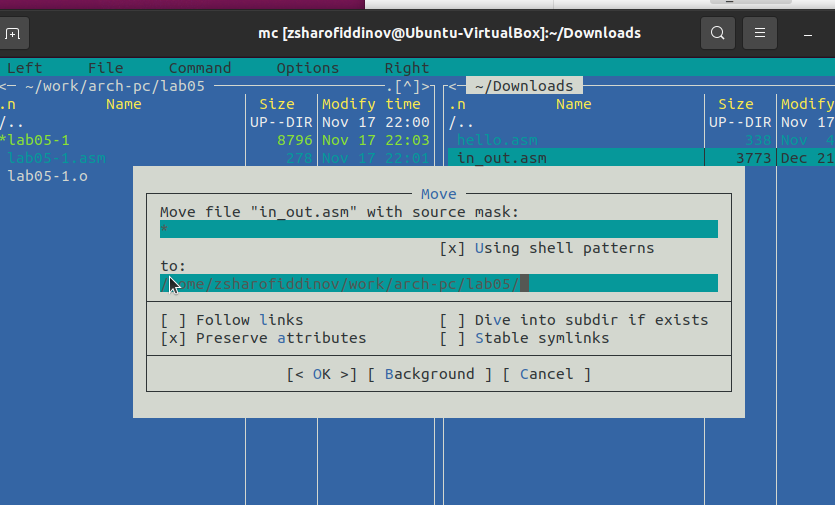 mc [zsharofiddinov@Ubuntu-VirtualBox]:~/Downloads
Left File Command Options Right
<─ ~/work/arch-pc/lab05 .[^]>
.n Name Size Modify time
/.. UP--DIR Nov 17 22:00
*lab05-1 8796 Nov 17 22:03
lab05-1.asm 278 Nov 17 22:01
lab05-1.o
<─ ~/Downloads
.n Name Size Modify
/.. UP--DIR Nov 17
hello.asm 338 Nov
in_out.asm 3773 Dec 21
Move
Move file "in_out.asm" with source mask:
*
[x] Using shell patterns
to:
/home/zsharofiddinov/work/arch-pc/lab05/
[ ] Follow links [ ] Dive into subdir if exists
[x] Preserve attributes [ ] Stable symlinks
[< OK >] [ Background ] [ Cancel ]